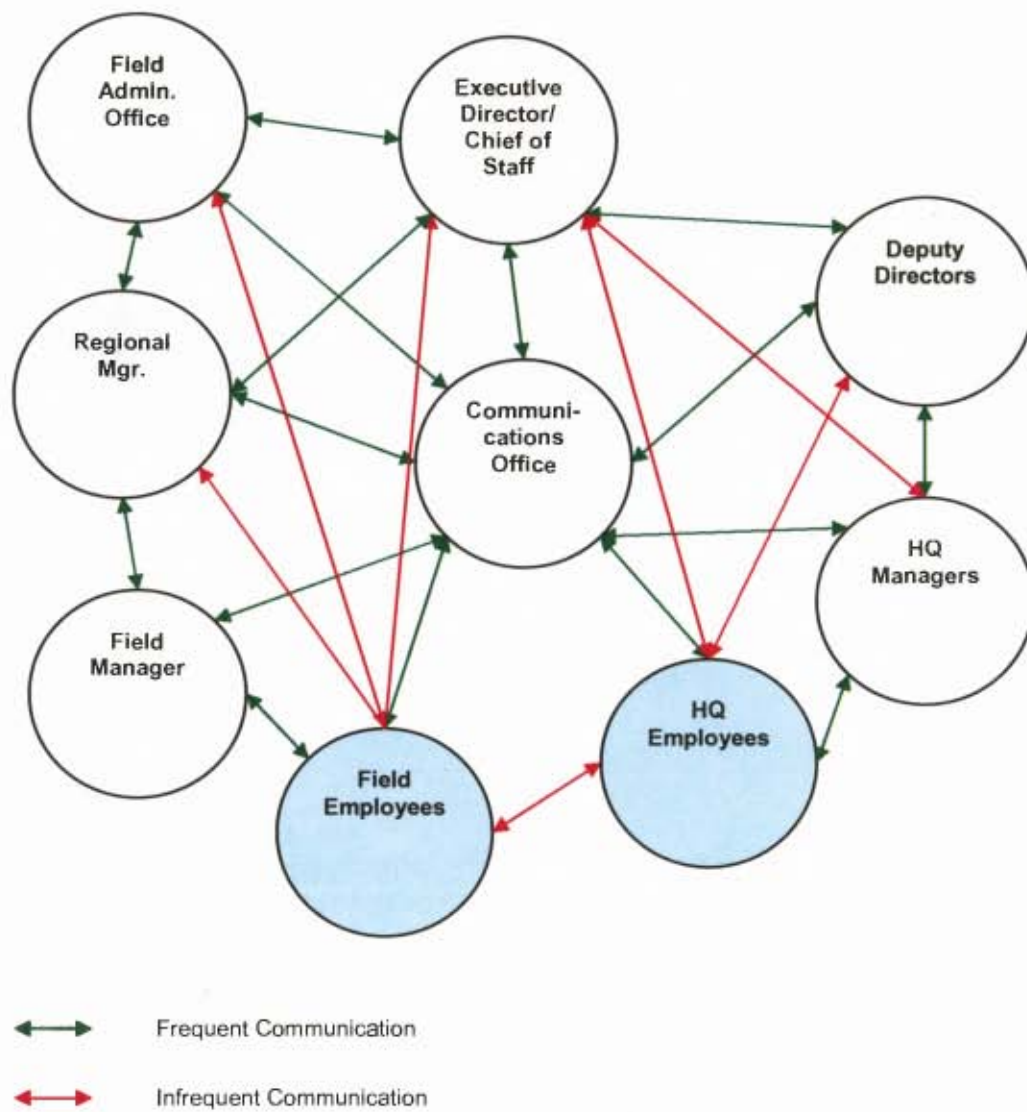 Field
Admin.
Office
Executive
Director/
Chief of
Staff
Deputy
Directors
Regional
Mgr.
Communi-
cations
Office
HQ
Managers
Field
Manager
HQ
Employees
Field
Employees
Frequent Communication
Infrequent Communication